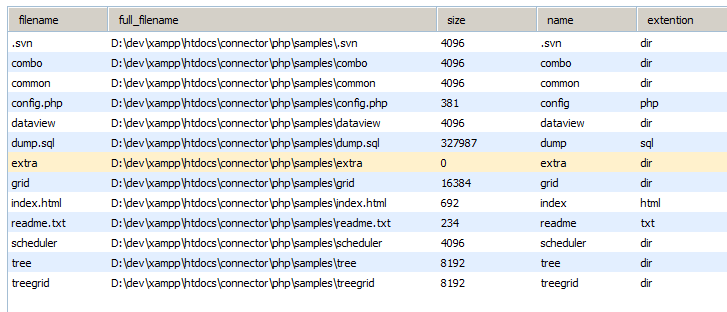 filename full_filename size name extention
.svn D:\dev\xampp\htdocs\connector\php\samples\.svn 4096 .svn dir
combo D:\dev\xampp\htdocs\connector\php\samples\combo 4096 combo dir
common D:\dev\xampp\htdocs\connector\php\samples\common 4096 common dir
config.php D:\dev\xampp\htdocs\connector\php\samples\config.php 381 config php
dataview D:\dev\xampp\htdocs\connector\php\samples\dataview 4096 dataview dir
dump.sql D:\dev\xampp\htdocs\connector\php\samples\dump.sql 327987 dump sql
extra D:\dev\xampp\htdocs\connector\php\samples\extra 0 extra dir
grid D:\dev\xampp\htdocs\connector\php\samples\grid 16384 grid dir
index.html D:\dev\xampp\htdocs\connector\php\samples\index.html 692 index html
readme.txt D:\dev\xampp\htdocs\connector\php\samples\readme.txt 234 readme txt
scheduler D:\dev\xampp\htdocs\connector\php\samples\scheduler 4096 scheduler dir
tree D:\dev\xampp\htdocs\connector\php\samples\tree 8192 tree dir
treegrid D:\dev\xampp\htdocs\connector\php\samples\treegrid 8192 treegrid dir